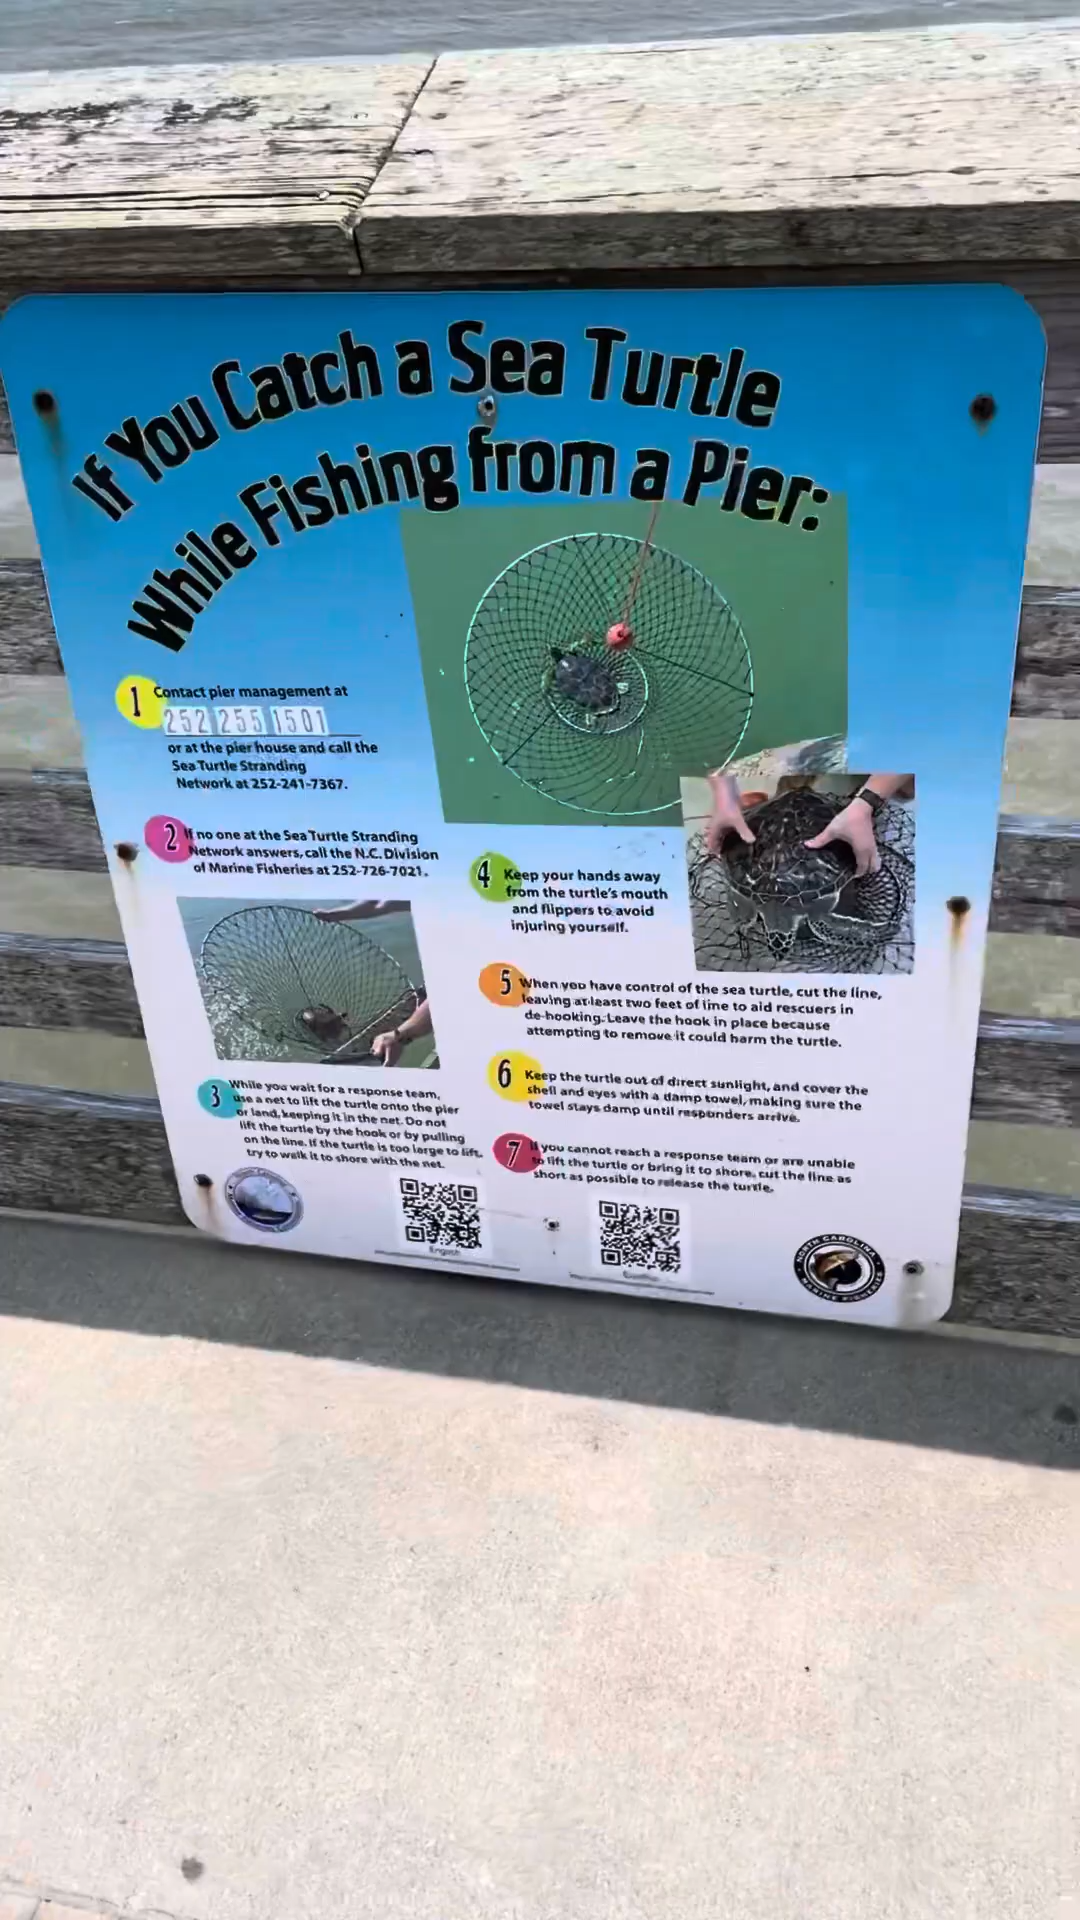 If You Catch a Sea Turtle
While Fishing from a Pier:
1 Contact pier management at
252 255 1501
or at the pier house and call the
Sea Turtle Stranding
Network at 252-241-7367.
2 If no one at the Sea Turtle Stranding
Network answers, call the N.C. Division
of Marine Fisheries at 252-726-7021.
3 While you wait for a response team,
use a net to lift the turtle onto the pier
or land, keeping it in the net. Do not
lift the turtle by the hook or by pulling
on the line. If the turtle is too large to lift,
try to walk it to shore with the net.
4 Keep your hands away
from the turtle's mouth
and flippers to avoid
injuring yourself.
5 When you have control of the sea turtle, cut the line,
leaving at least two feet of line to aid rescuers in
de-hooking. Leave the hook in place because
attempting to remove it could harm the turtle.
6 Keep the turtle out of direct sunlight, and cover the
shell and eyes with a damp towel, making sure the
towel stays damp until responders arrive.
7 If you cannot reach a response team or are unable
to lift the turtle or bring it to shore, cut the line as
short as possible to release the turtle.
English
NORTH CAROLINA
MARINE FISHERIES